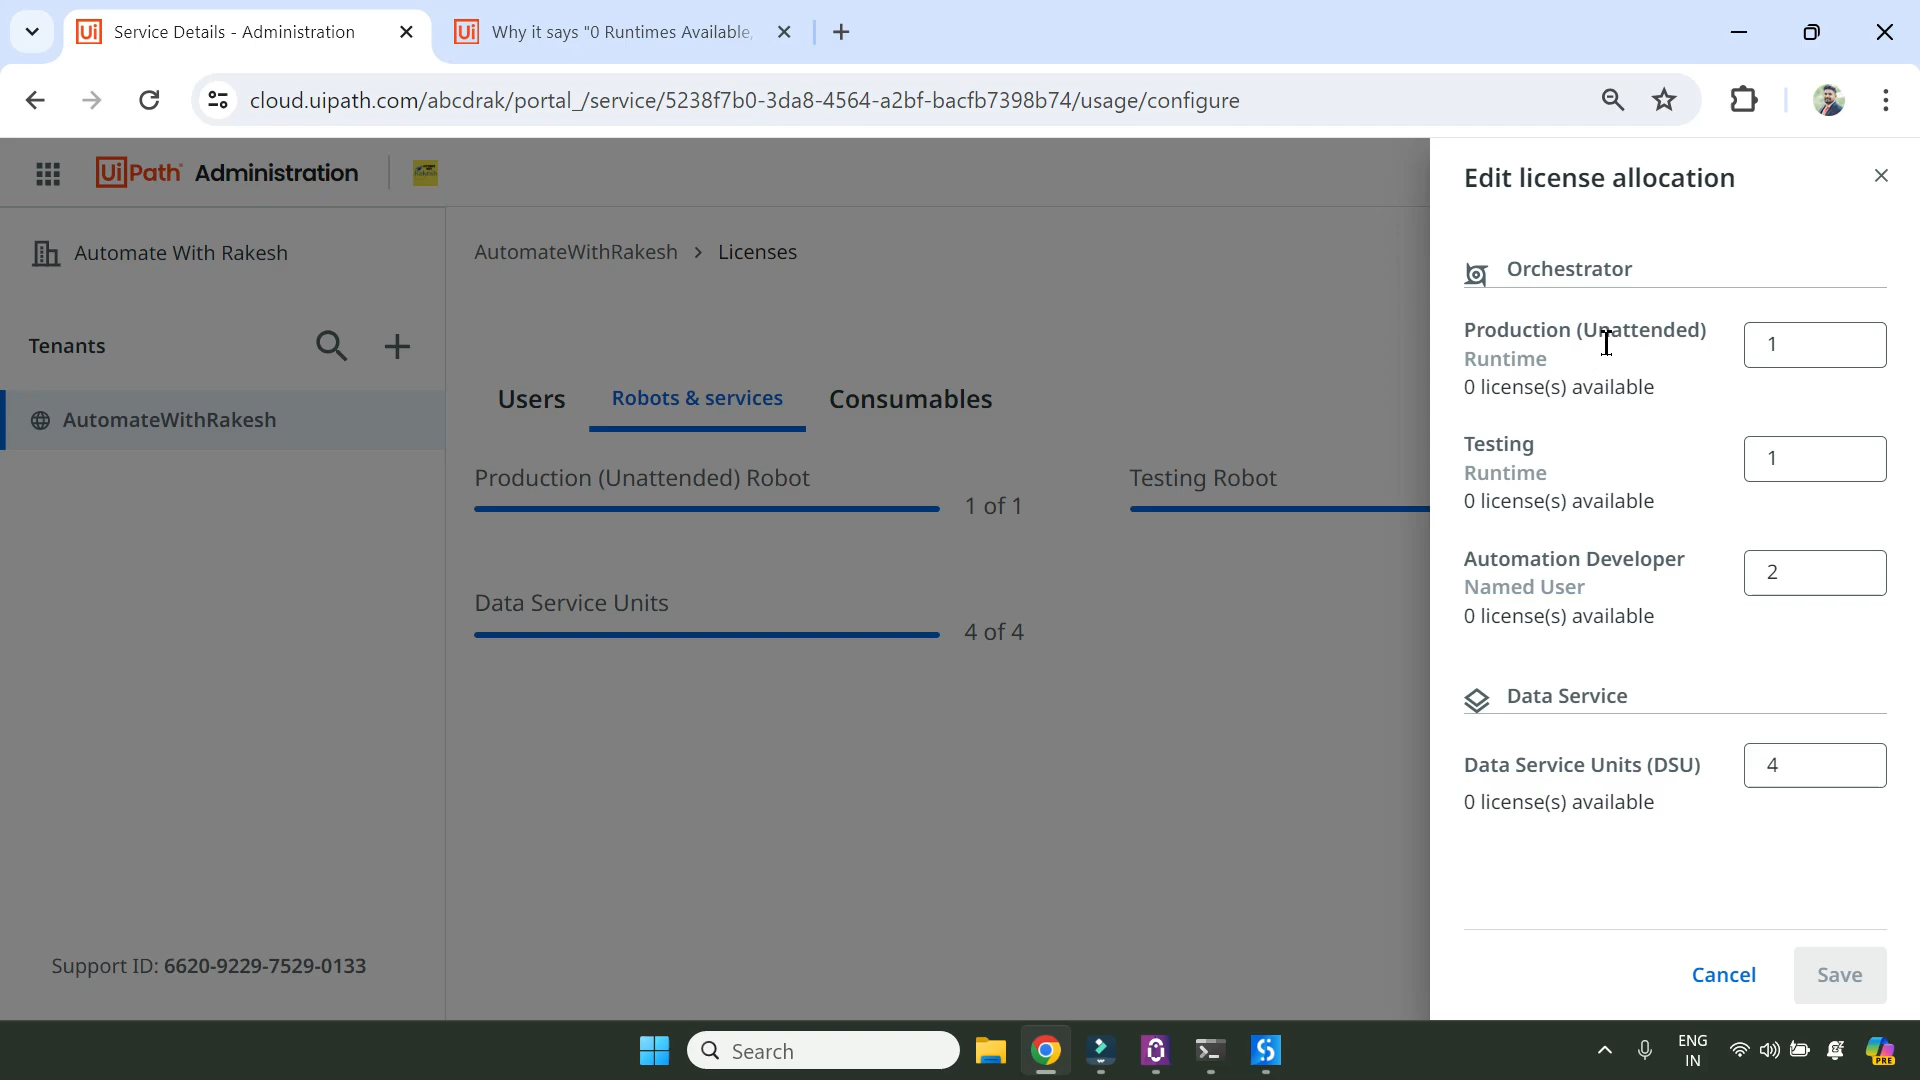 Service Details - Administration
Why it says "0 Runtimes Available,
cloud.uipath.com/abcdrak/portal_/service/5238f7b0-3da8-4564-a2bf-bacfb7398b74/usage/configure
UiPath Administration
Automate With Rakesh
Tenants
AutomateWithRakesh
Support ID: 6620-9229-7529-0133
AutomateWithRakesh > Licenses
Users Robots & services Consumables
Production (Unattended) Robot
1 of 1
Testing Robot
Data Service Units
4 of 4
Edit license allocation
Orchestrator
Production (Unattended)
Runtime
0 license(s) available
1
Testing
Runtime
0 license(s) available
1
Automation Developer
Named User
0 license(s) available
2
Data Service
Data Service Units (DSU)
0 license(s) available
4
Cancel Save
Search
ENG
IN
PRE